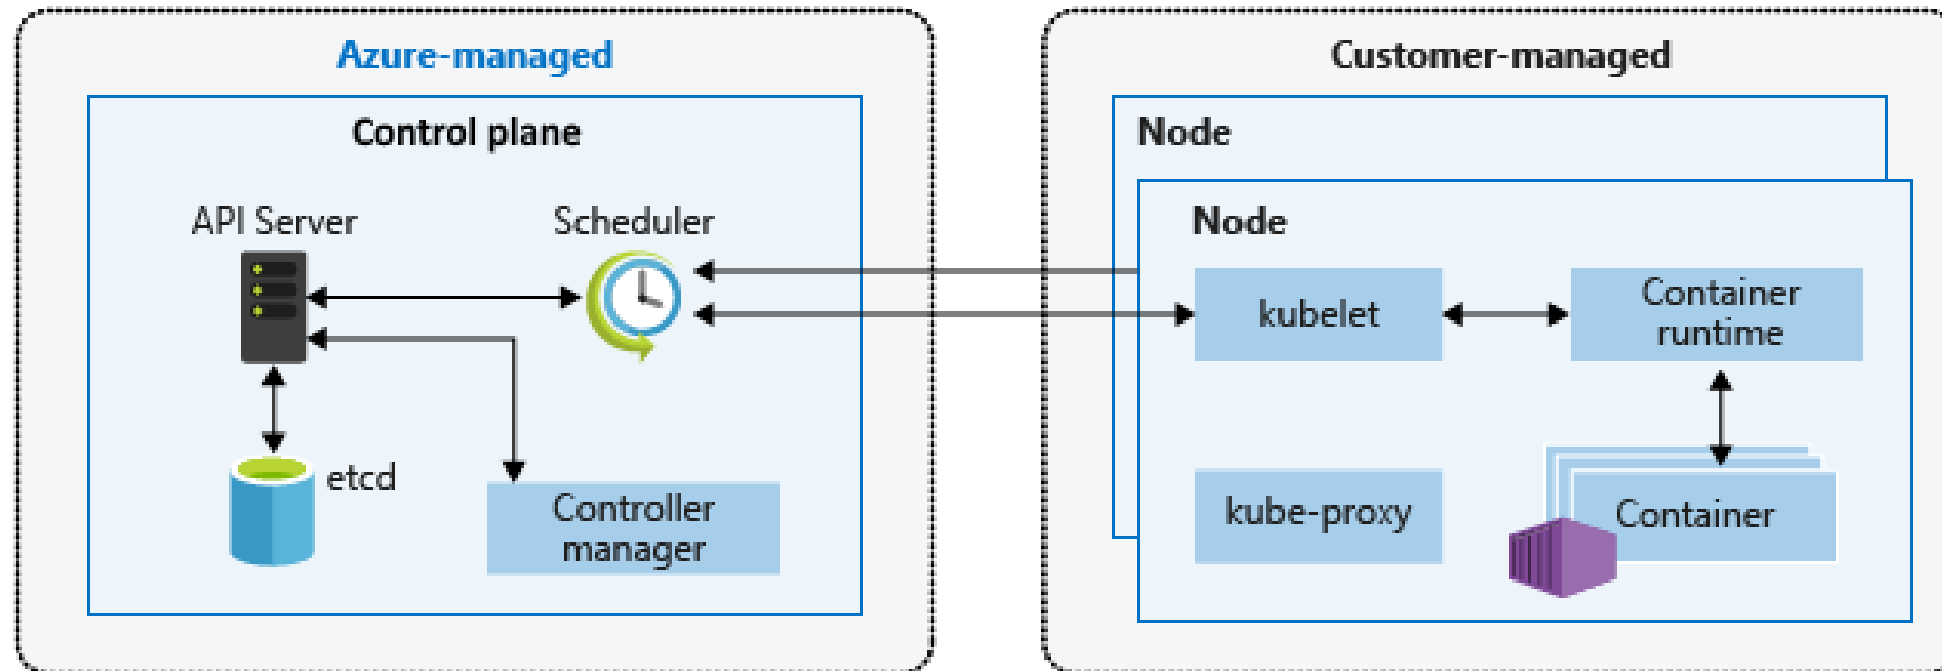 Azure-managed
Control plane
API Server
Scheduler
etcd
Controller
manager
Customer-managed
Node
Node
kubelet
Container
runtime
kube-proxy
Container